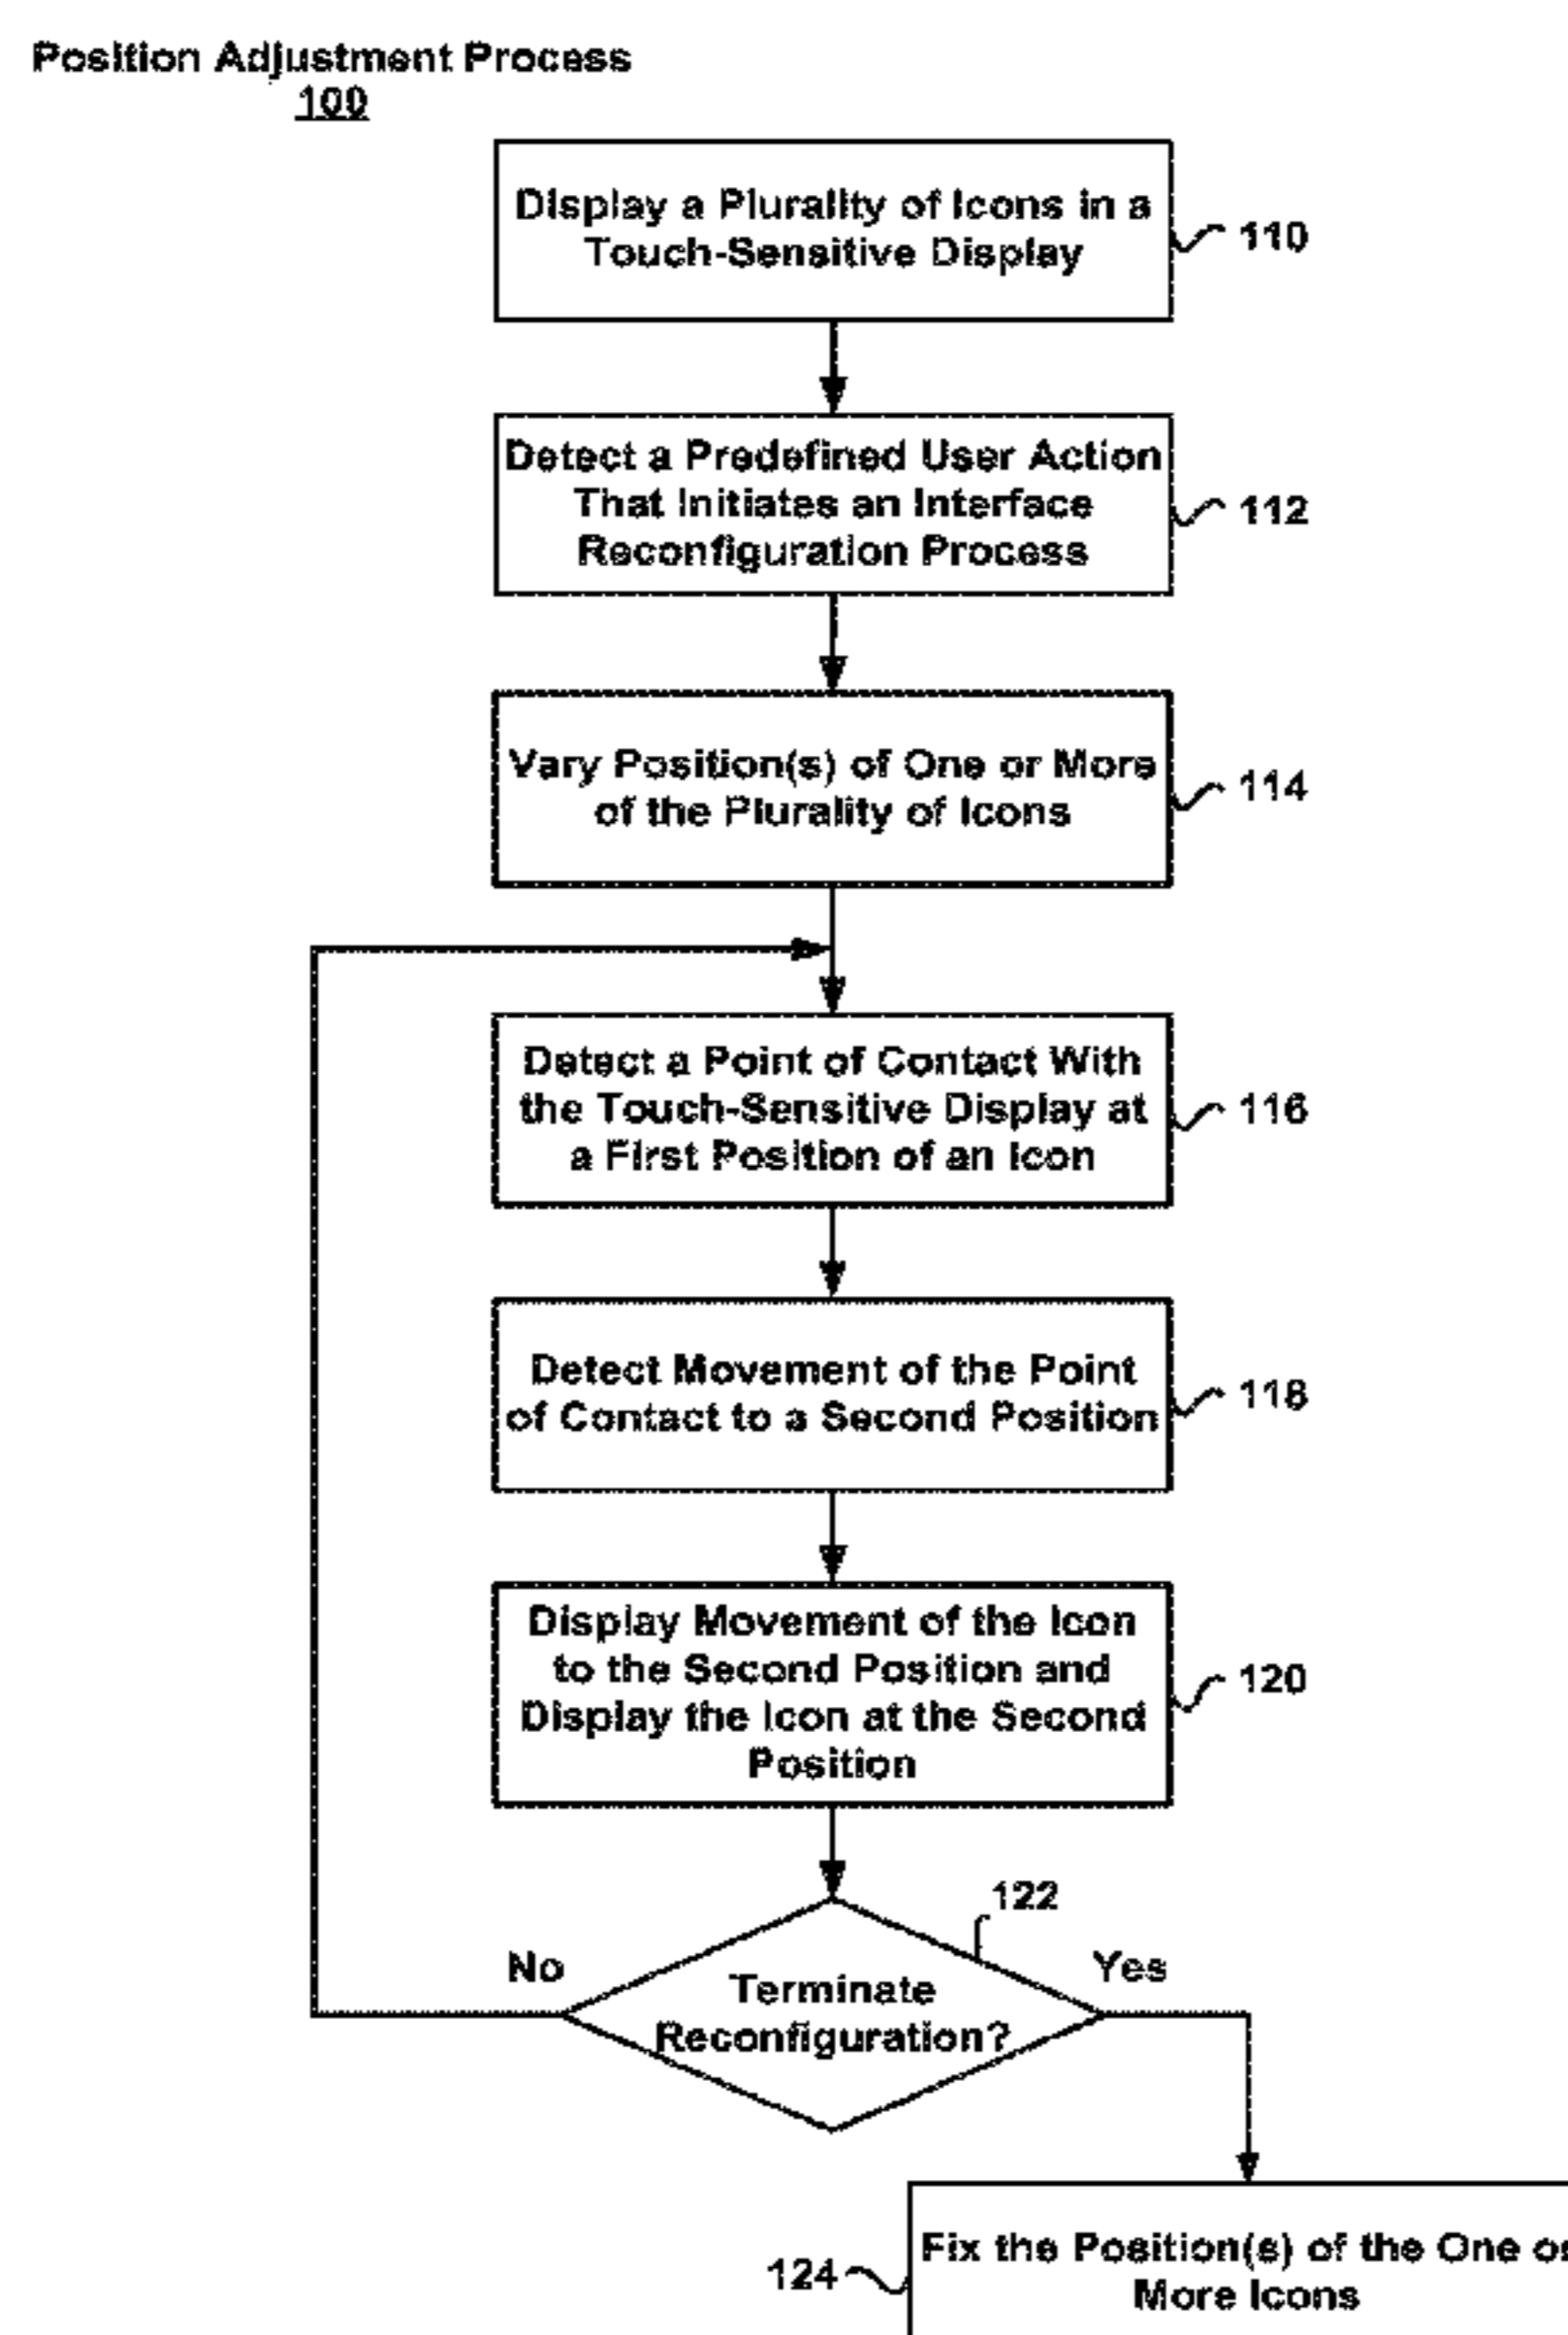 Position Adjustment Process
100
Display a Plurality of Icons in a
Touch-Sensitive Display
110
Detect a Predefined User Action
That Initiates an Interface
Reconfiguration Process
112
Vary Position(s) of One or More
of the Plurality of Icons
114
Detect a Point of Contact With
the Touch-Sensitive Display at
a First Position of an Icon
116
Detect Movement of the Point
of Contact to a Second Position
118
Display Movement of the Icon
to the Second Position and
Display the Icon at the Second
Position
120
122
No
Yes
Terminate
Reconfiguration?
Fix the Position(s) of the One
More Icons
124